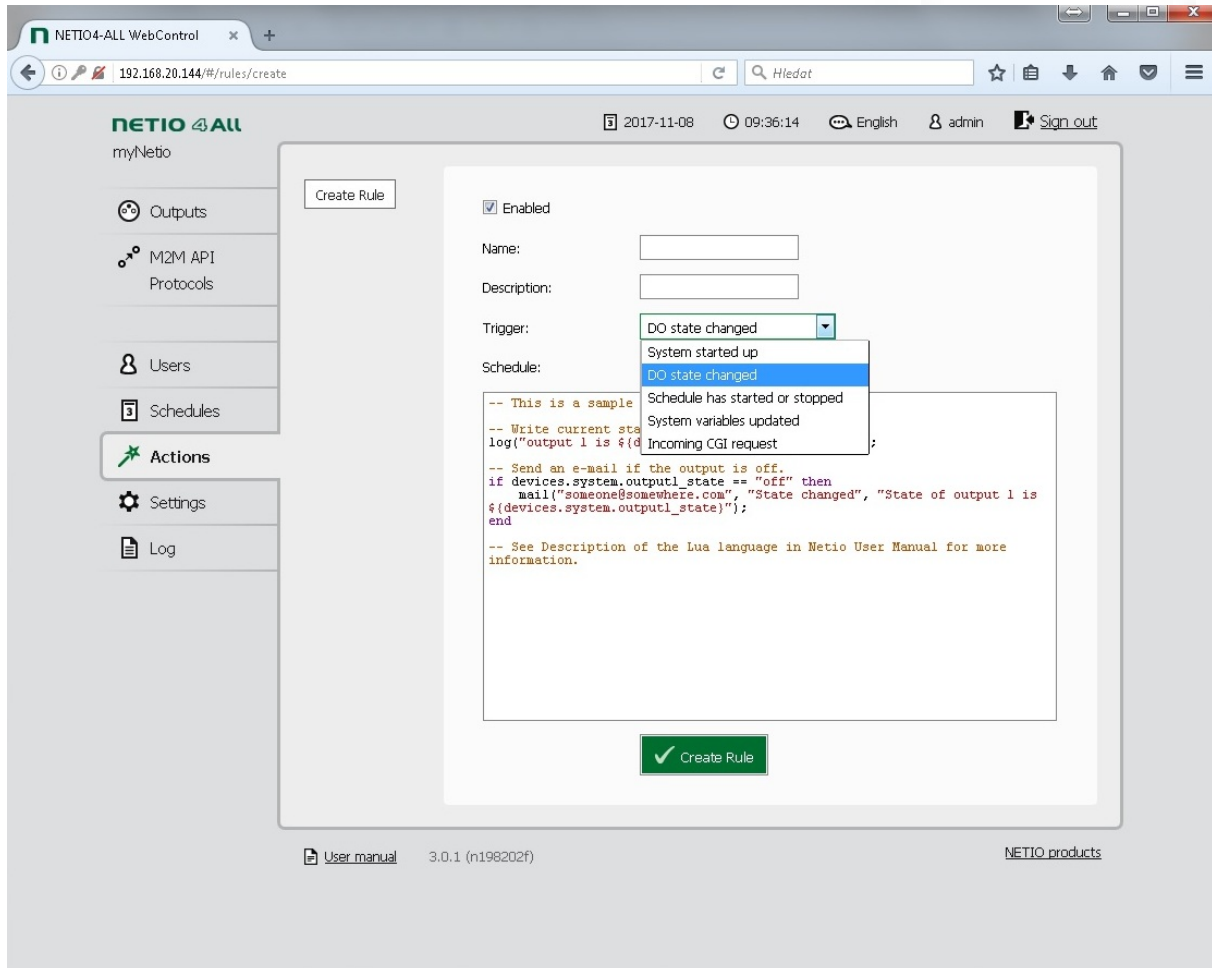 NETIO4-ALL WebControl
192.168.20.144/#/rules/create
Hledat
NETIO 4 ALL
myNetio
3 2017-11-08
09:36:14
English
admin
Sign out
Outputs
M2M API
Protocols
Users
3 Schedules
Actions
Settings
Log
Create Rule
Enabled
Name:
Description:
Trigger:
DO state changed
System started up
DO state changed
Schedule has started or stopped
System variables updated
Incoming CGI request
Schedule:
-- This is a sample
-- Write current sta
log("output 1 is ${d ;
-- Send an e-mail if the output is off.
if devices.system.output1_state == "off" then
mail("someone@somewhere.com", "State changed", "State of output 1 is
${devices.system.output1_state}");
end
-- See Description of the Lua language in Netio User Manual for more
information.
Create Rule
User manual
3.0.1 (n198202f)
NETIO products